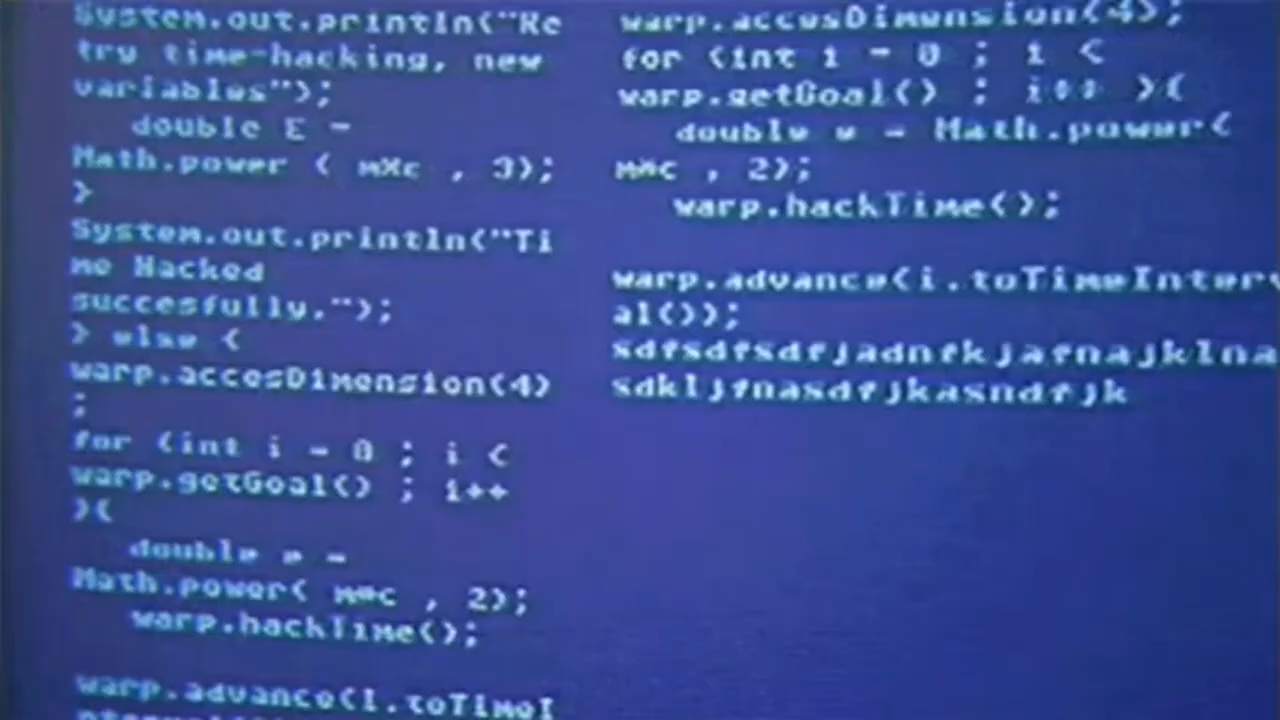 System.out.println("Re
try time-hacking, new
variables");
double E =
Math.power ( mXc , 3);
}
System.out.println("Ti
me Hacked
succesfully.");
} else {
warp.accesDimension(4)
;
for (int i = 0 ; i <
warp.getGoal() ; i++
){
double e =
Math.power( m*c , 2);
warp.hackTime();
warp.advance(i.toTimeI
warp.accesDimension(4);
for (int i = 0 ; i <
warp.getGoal() ; i++ ){
double e = Math.power(
m*c , 2);
warp.hackTime();
warp.advance(i.toTimeInterv
al());
sdfsdfsdfjadnfkjafnajklna
sdkljfnasdfjkasndfjk